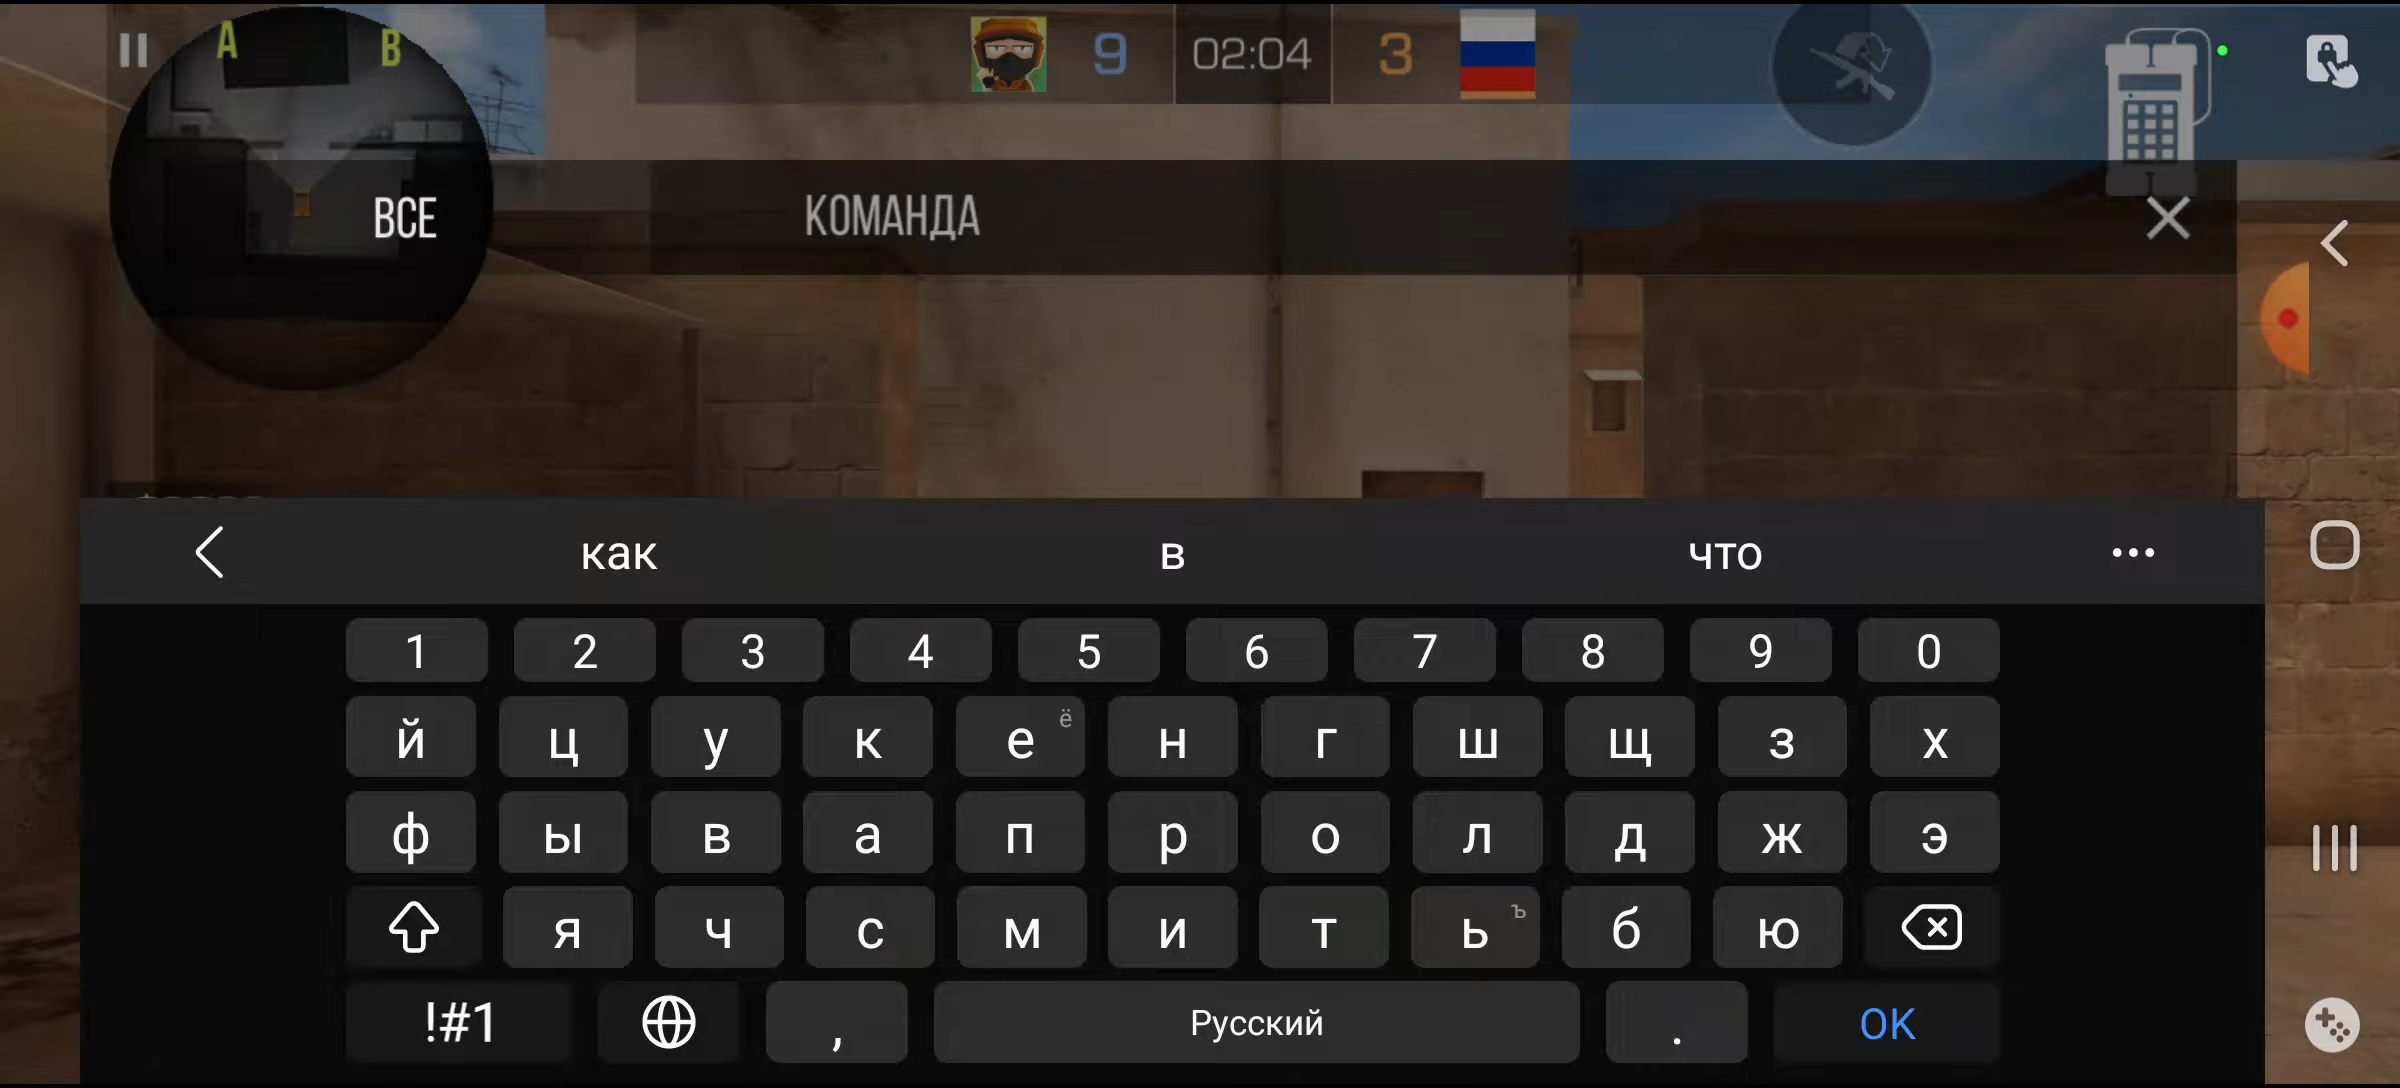 A B
9 02:04 3
ВСЕ КОМАНДА
как в что
1 2 3 4 5 6 7 8 9 0
й ц у к е ё н г ш щ з х
ф ы в а п р о л д ж э
я ч с м и т ь ъ б ю
!#1 , Русский . OK